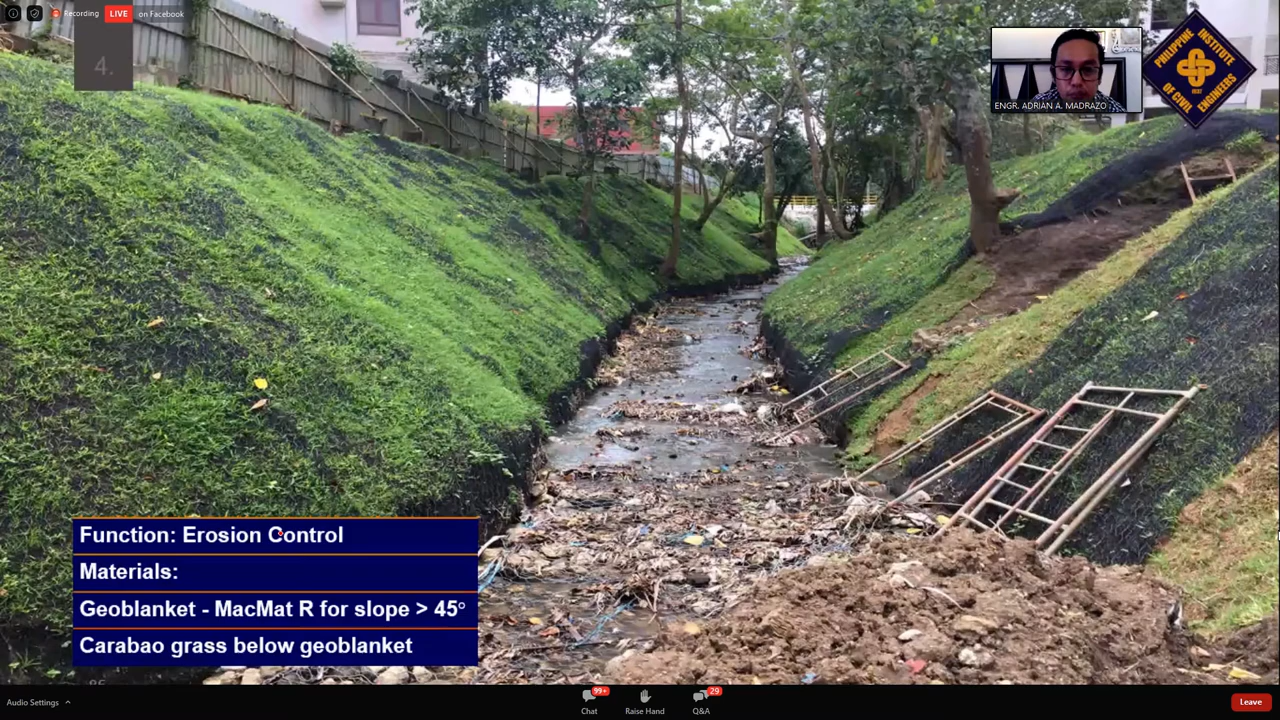 Recording LIVE on Facebook
4.
PHILIPPINE INSTITUTE
OF CIVIL ENGINEERS
1937
ENGR. ADRIAN A. MADRAZO
Function: Erosion Control
Materials:
Geoblanket - MacMat R for slope > 45°
Carabao grass below geoblanket
Audio Settings
99+
Chat
Raise Hand
29
Q&A
Leave